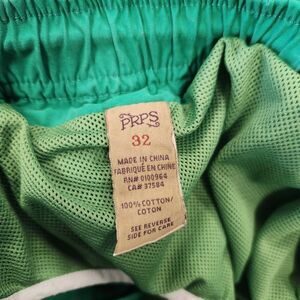 PRPS
32
MADE IN CHINA
FABRIQUÉ EN CHINE
RN# 0100964
CA# 37584
100% COTTON/
COTON
SEE REVERSE
SIDE FOR CARE